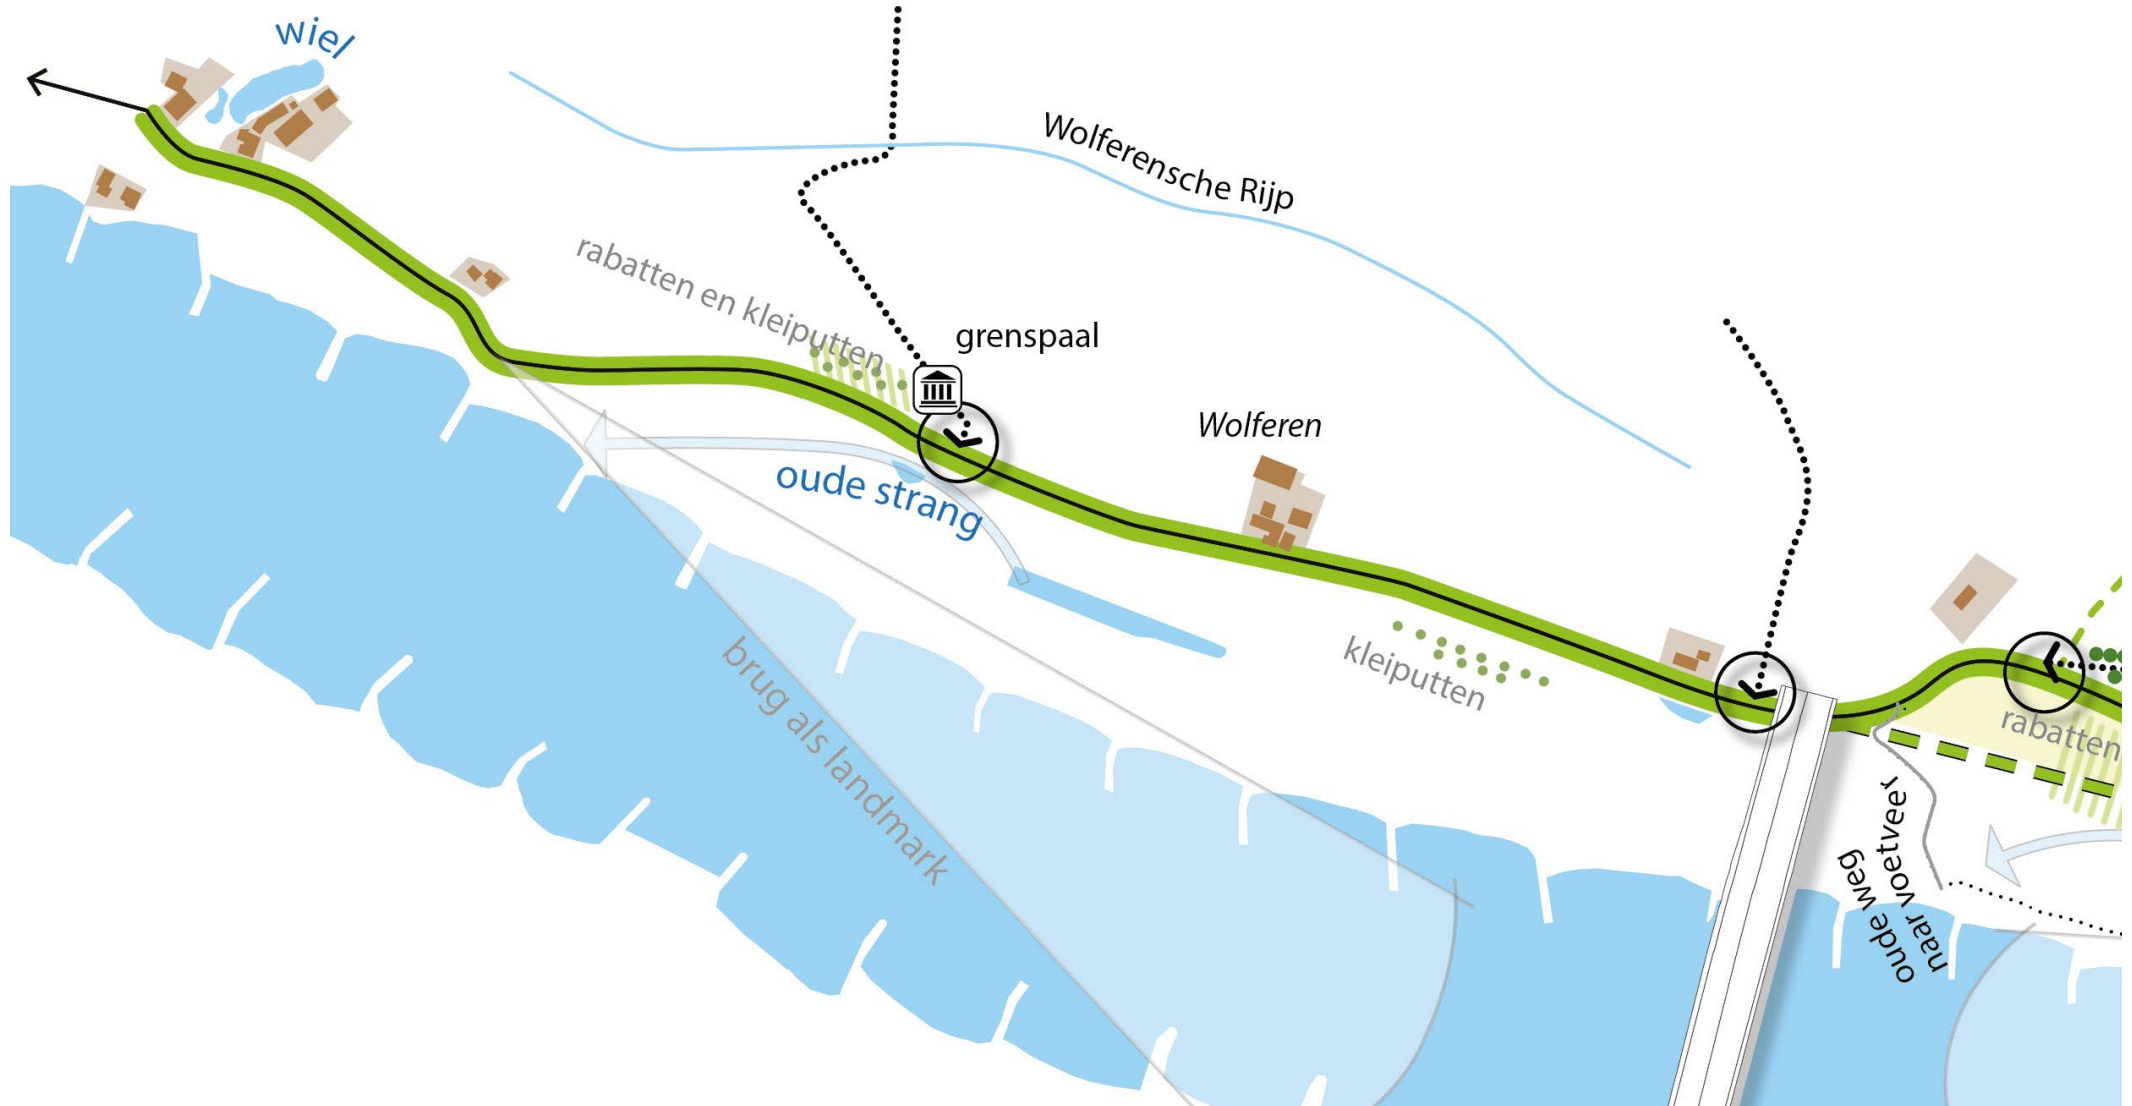 wiel
Wolferensche Rijp
rabatten en kleiputten
grenspaal
Wolferen
oude strang
kleiputten
brug als landmark
rabatten
oude weg
naar voetveer